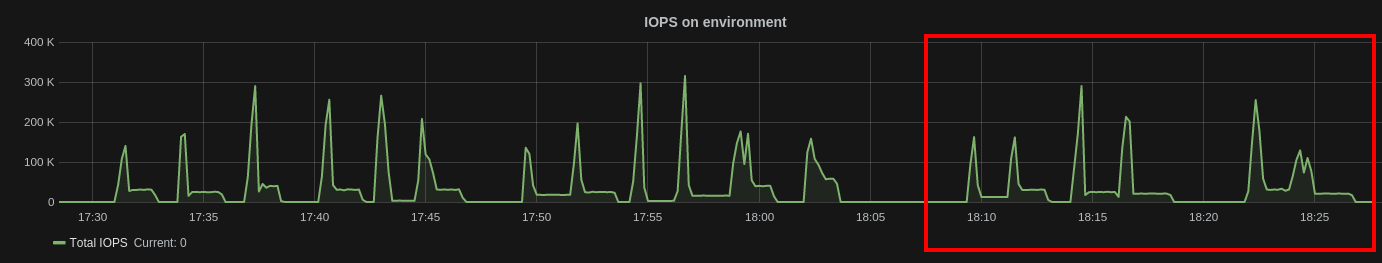 IOPS on environment
400 K
300 K
200 K
100 K
0
17:30 17:35 17:40 17:45 17:50 17:55 18:00 18:05 18:10 18:15 18:20 18:25
Total IOPS Current: 0